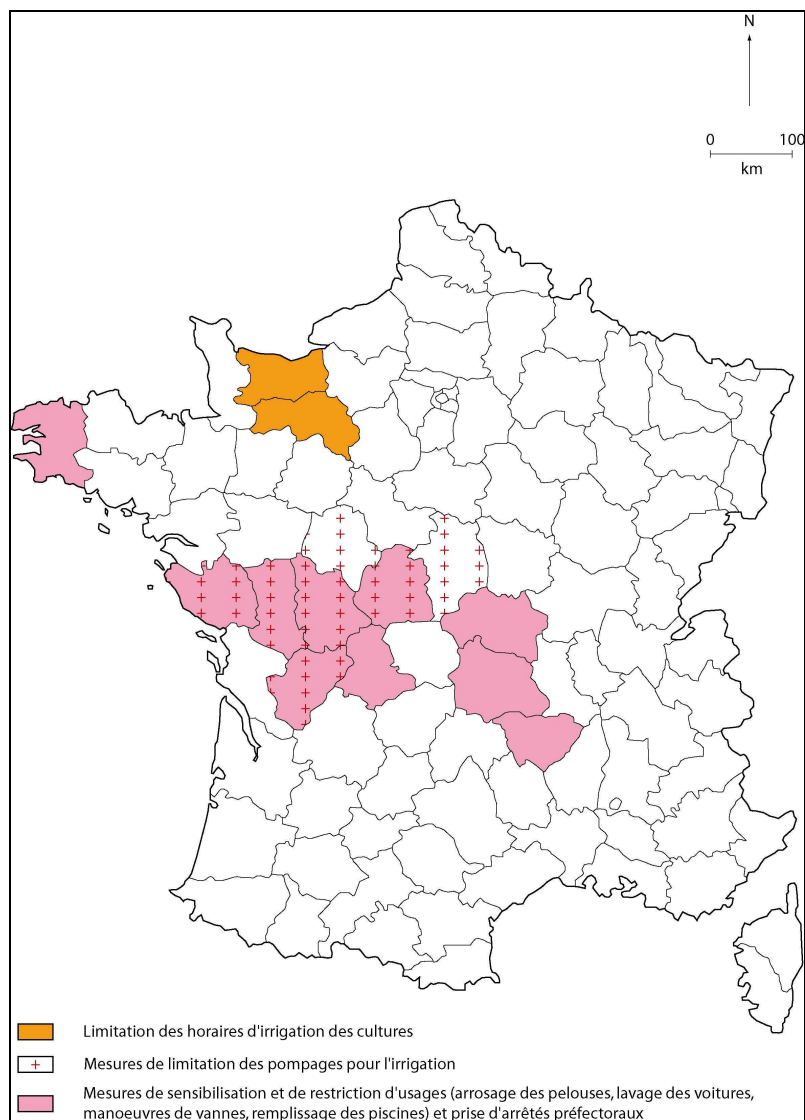 N
0 100
km
Limitation des horaires d'irrigation des cultures
Mesures de limitation des pompages pour l'irrigation
Mesures de sensibilisation et de restriction d'usages (arrosage des pelouses, lavage des voitures,
manoeuvres de vannes, remplissage des piscines) et prise d'arrêtés préfectoraux